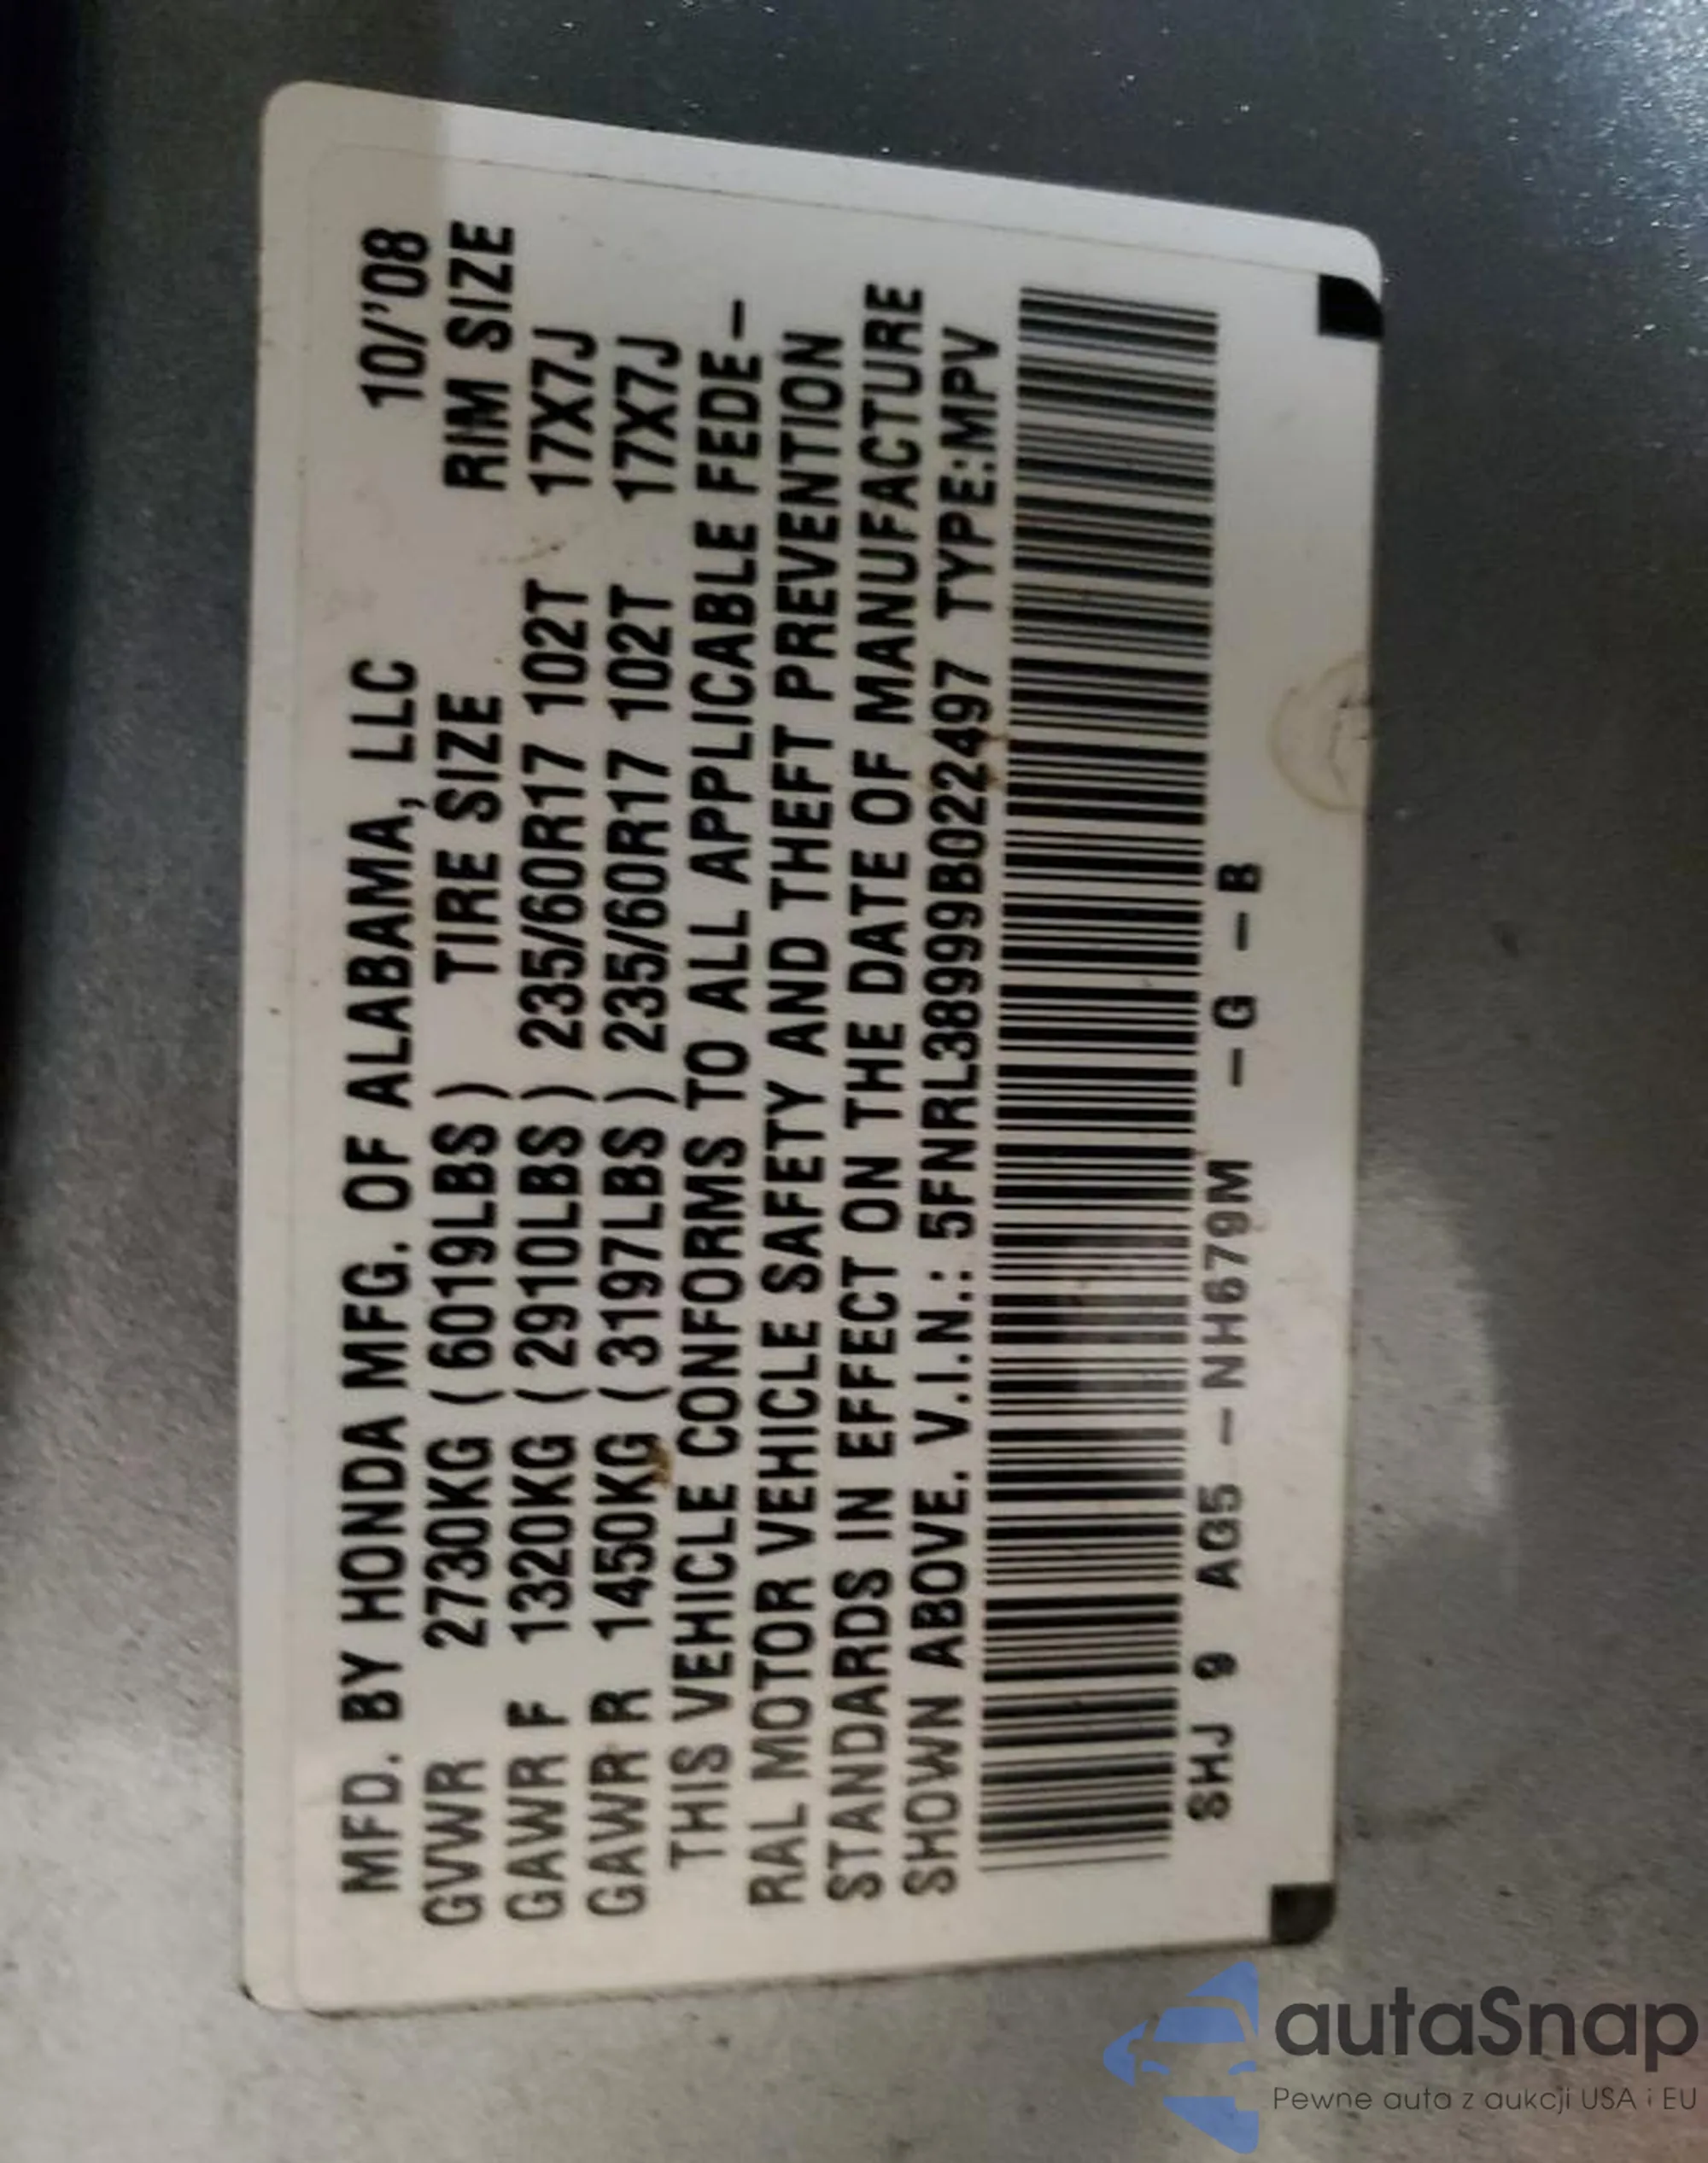 MFD. BY HONDA MFG. OF ALABAMA, LLC 10/'08
GVWR 2730KG ( 6019LBS ) TIRE SIZE RIM SIZE
GAWR F 1320KG ( 2910LBS ) 235/60R17 102T 17X7J
GAWR R 1450KG ( 3197LBS ) 235/60R17 102T 17X7J
THIS VEHICLE CONFORMS TO ALL APPLICABLE FEDE-
RAL MOTOR VEHICLE SAFETY AND THEFT PREVENTION
STANDARDS IN EFFECT ON THE DATE OF MANUFACTURE
SHOWN ABOVE. V.I.N.: 5FNRL38999B022497 TYPE:MPV
SHJ 9 AG5 - NH679M - G - B
autaSnap
Pewne auta z aukcji USA i EU